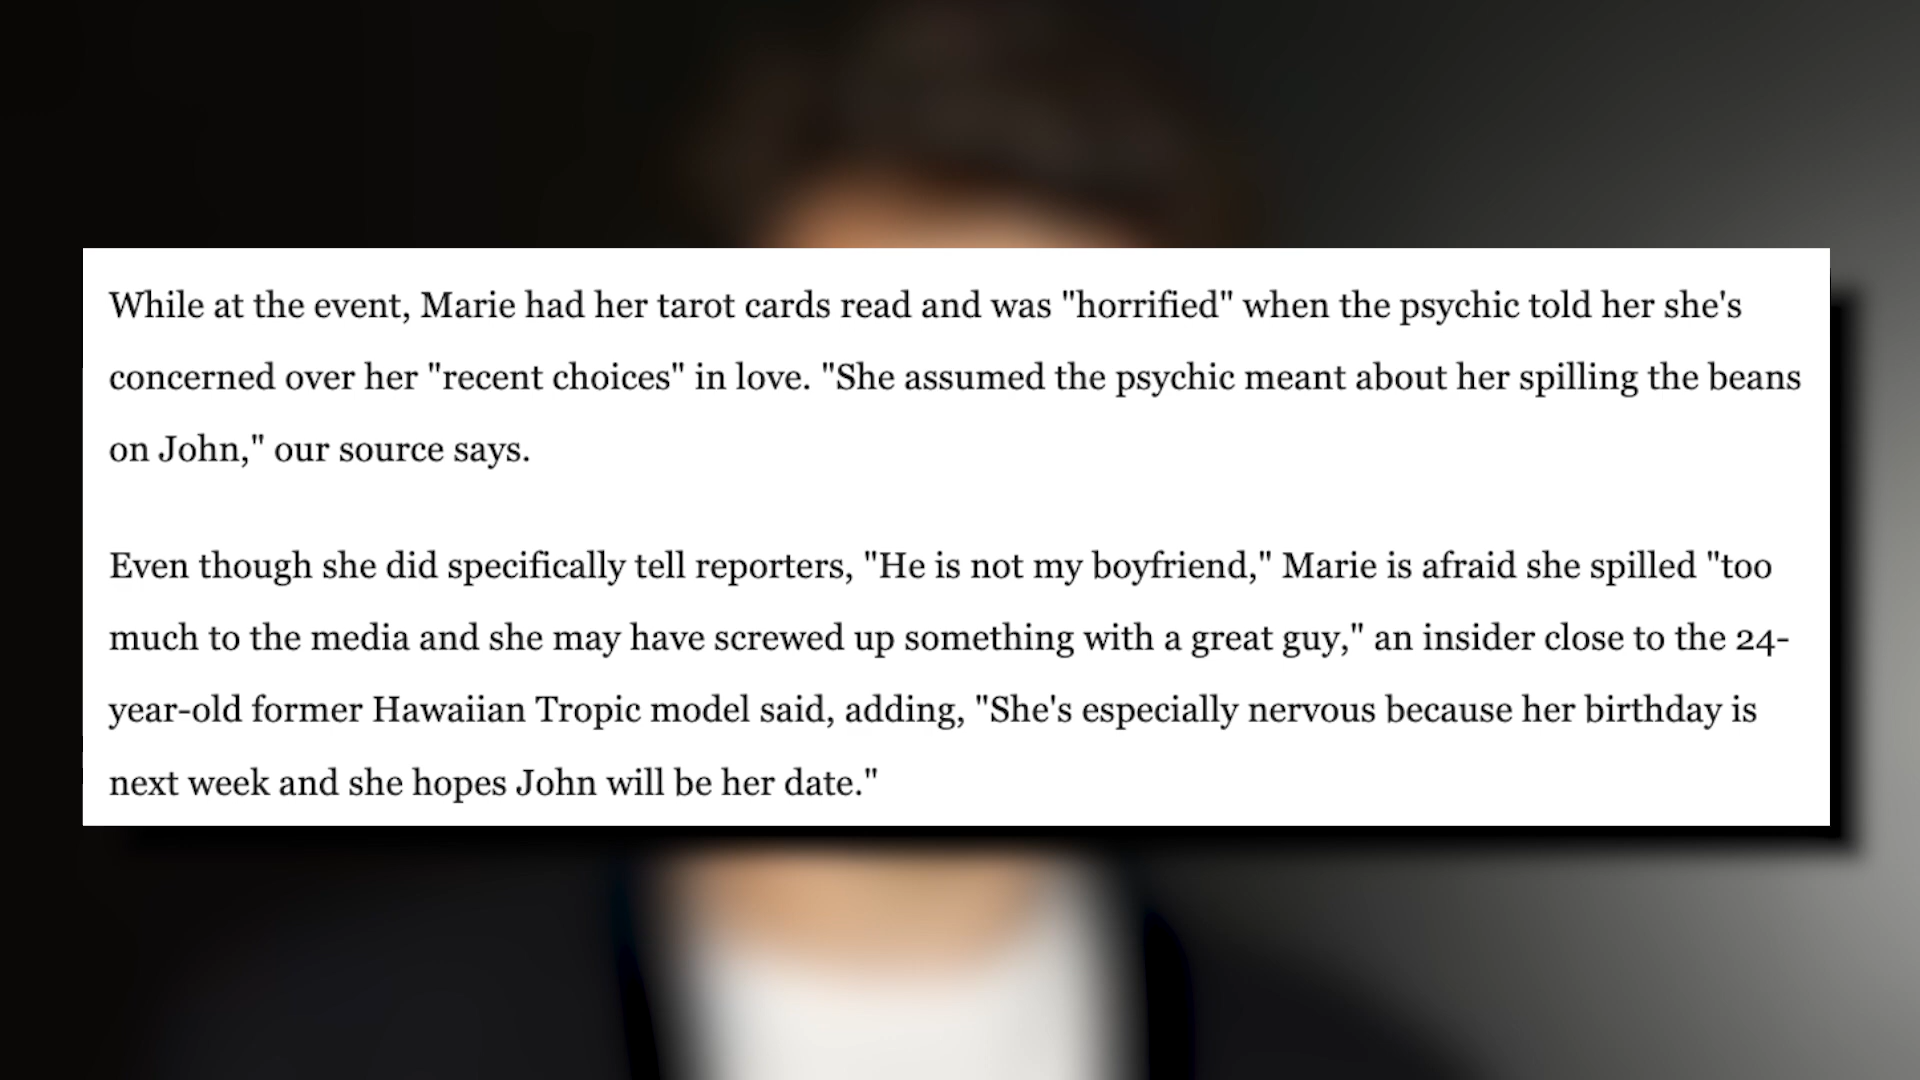 While at the event, Marie had her tarot cards read and was "horrified" when the psychic told her she's
concerned over her "recent choices" in love. "She assumed the psychic meant about her spilling the beans
on John," our source says.
Even though she did specifically tell reporters, "He is not my boyfriend," Marie is afraid she spilled "too
much to the media and she may have screwed up something with a great guy," an insider close to the 24-
year-old former Hawaiian Tropic model said, adding, "She's especially nervous because her birthday is
next week and she hopes John will be her date."